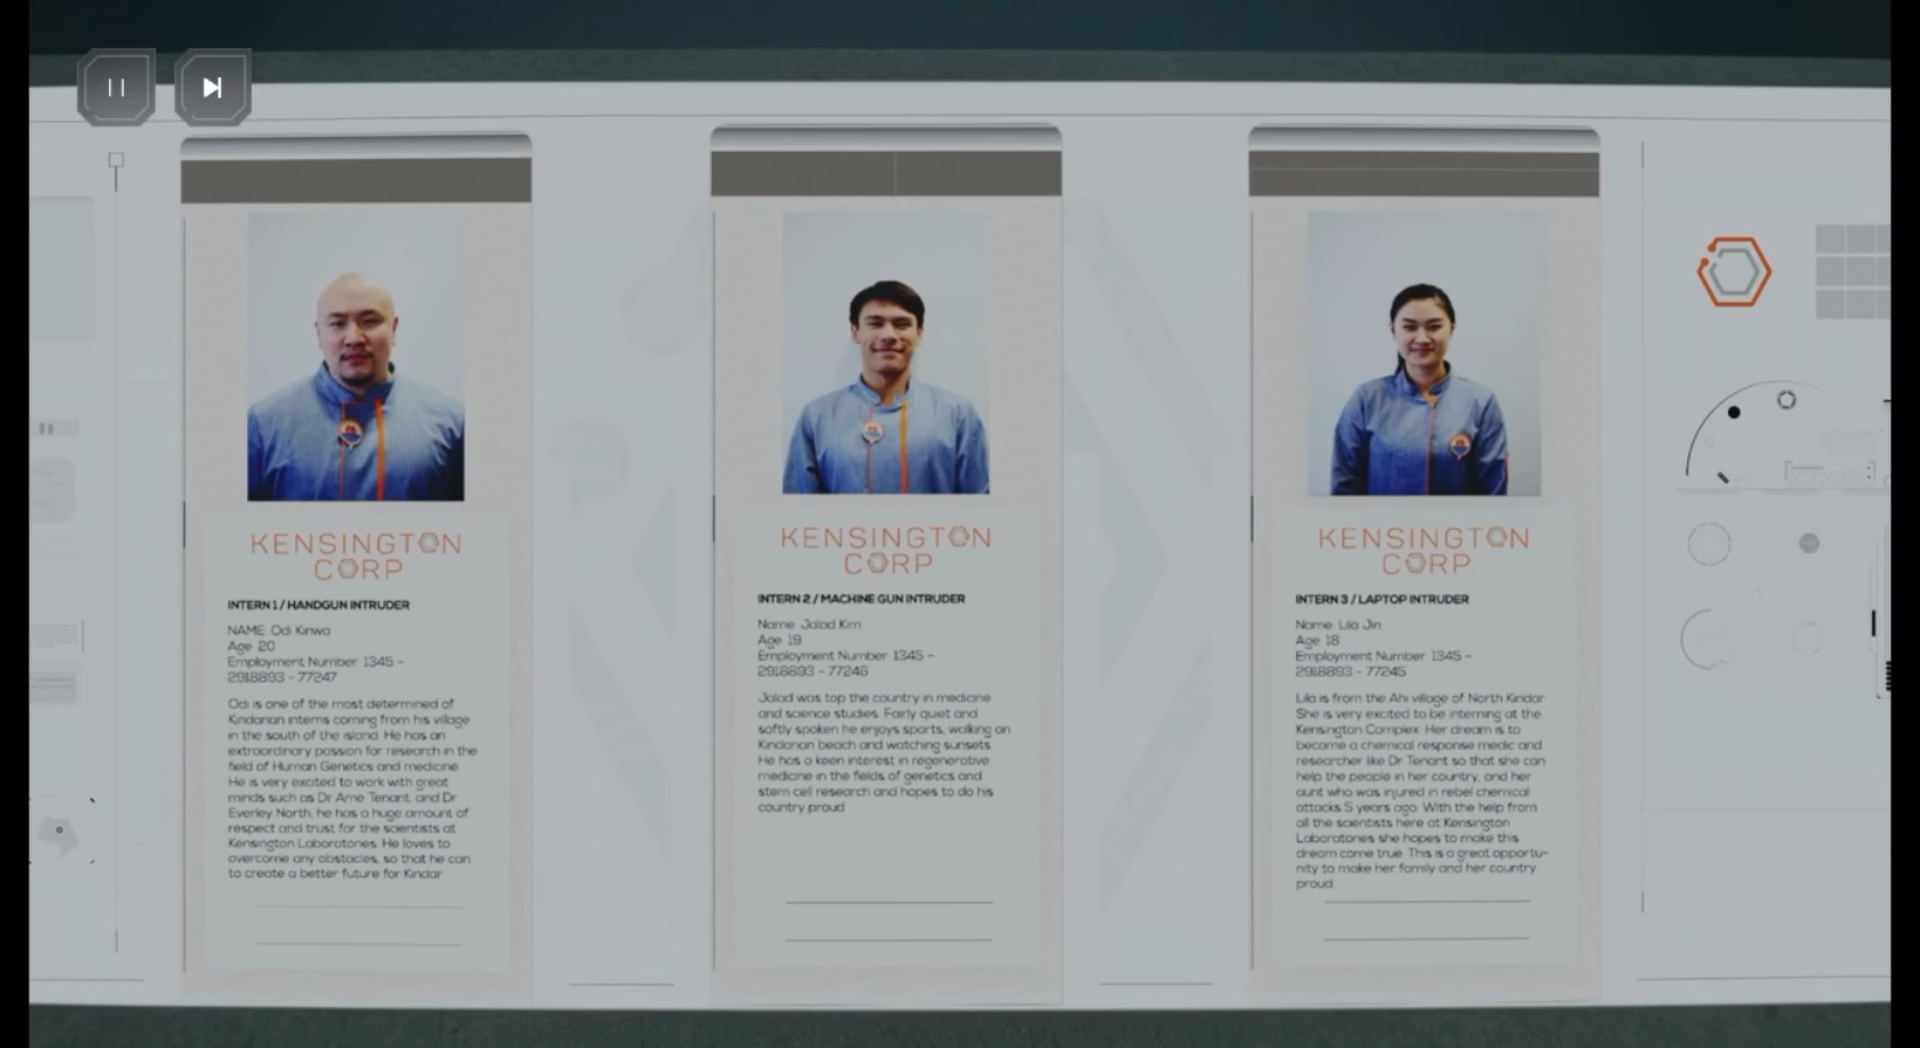 KENSINGTON
CORP
INTERN 1 / HANDGUN INTRUDER
NAME: Odi Kinwa
Age: 20
Employment Number: 1345 –
2918893 - 77247
Odi is one of the most determined of
Kindarian interns coming from his village
in the south of the island. He has an
extraordinary passion for research in the
field of Human Genetics and medicine.
He is very excited to work with great
minds such as Dr Arne Tenant, and Dr
Everley North, he has a huge amount of
respect and trust for the scientists at
Kensington Laboratories. He loves to
overcome any obstacles, so that he can
to create a better future for Kindar
KENSINGTON
CORP
INTERN 2 / MACHINE GUN INTRUDER
Name: Jalad Kim
Age: 19
Employment Number: 1345 –
2918893 - 77246
Jalad was top the country in medicine
and science studies. Fairly quiet and
softly spoken he enjoys sports, walking on
Kindarian beach and watching sunsets.
He has a keen interest in regenerative
medicine in the fields of genetics and
stem cell research and hopes to do his
country proud.
KENSINGTON
CORP
INTERN 3 / LAPTOP INTRUDER
Name: Lila Jin
Age: 18
Employment Number: 1345 –
2918893 - 77245
Lila is from the Ahi village of North Kindar.
She is very excited to be interning at the
Kensington Complex. Her dream is to
become a chemical response medic and
researcher like Dr Tenant so that she can
help the people in her country, and her
aunt who was injured in rebel chemical
attacks 5 years ago. With the help from
all the scientists here at Kensington
Laboratories she hopes to make this
dream come true. This is a great opportu-
nity to make her family and her country
proud.